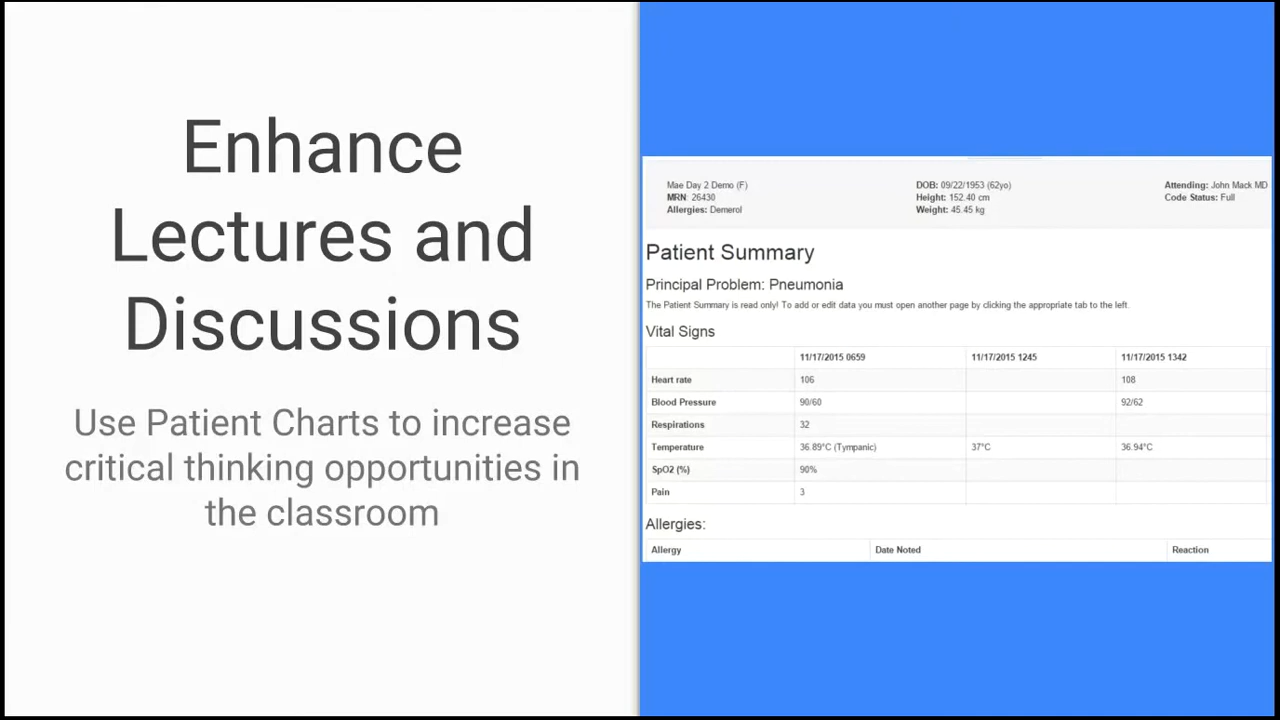 Enhance
Lectures and
Discussions
Use Patient Charts to increase
critical thinking opportunities in
the classroom
Mae Day 2 Demo (F) DOB: 09/22/1953 (62yo) Attending: John Mack MD
MRN: 26430 Height: 152.40 cm Code Status: Full
Allergies: Demerol Weight: 45.45 kg
Patient Summary
Principal Problem: Pneumonia
The Patient Summary is read only! To add or edit data you must open another page by clicking the appropriate tab to the left.
Vital Signs
11/17/2015 0659 11/17/2015 1245 11/17/2015 1342
Heart rate 106 108
Blood Pressure 90/60 92/62
Respirations 32
Temperature 36.89°C (Tympanic) 37°C 36.94°C
SpO2 (%) 90%
Pain 3
Allergies:
Allergy Date Noted Reaction